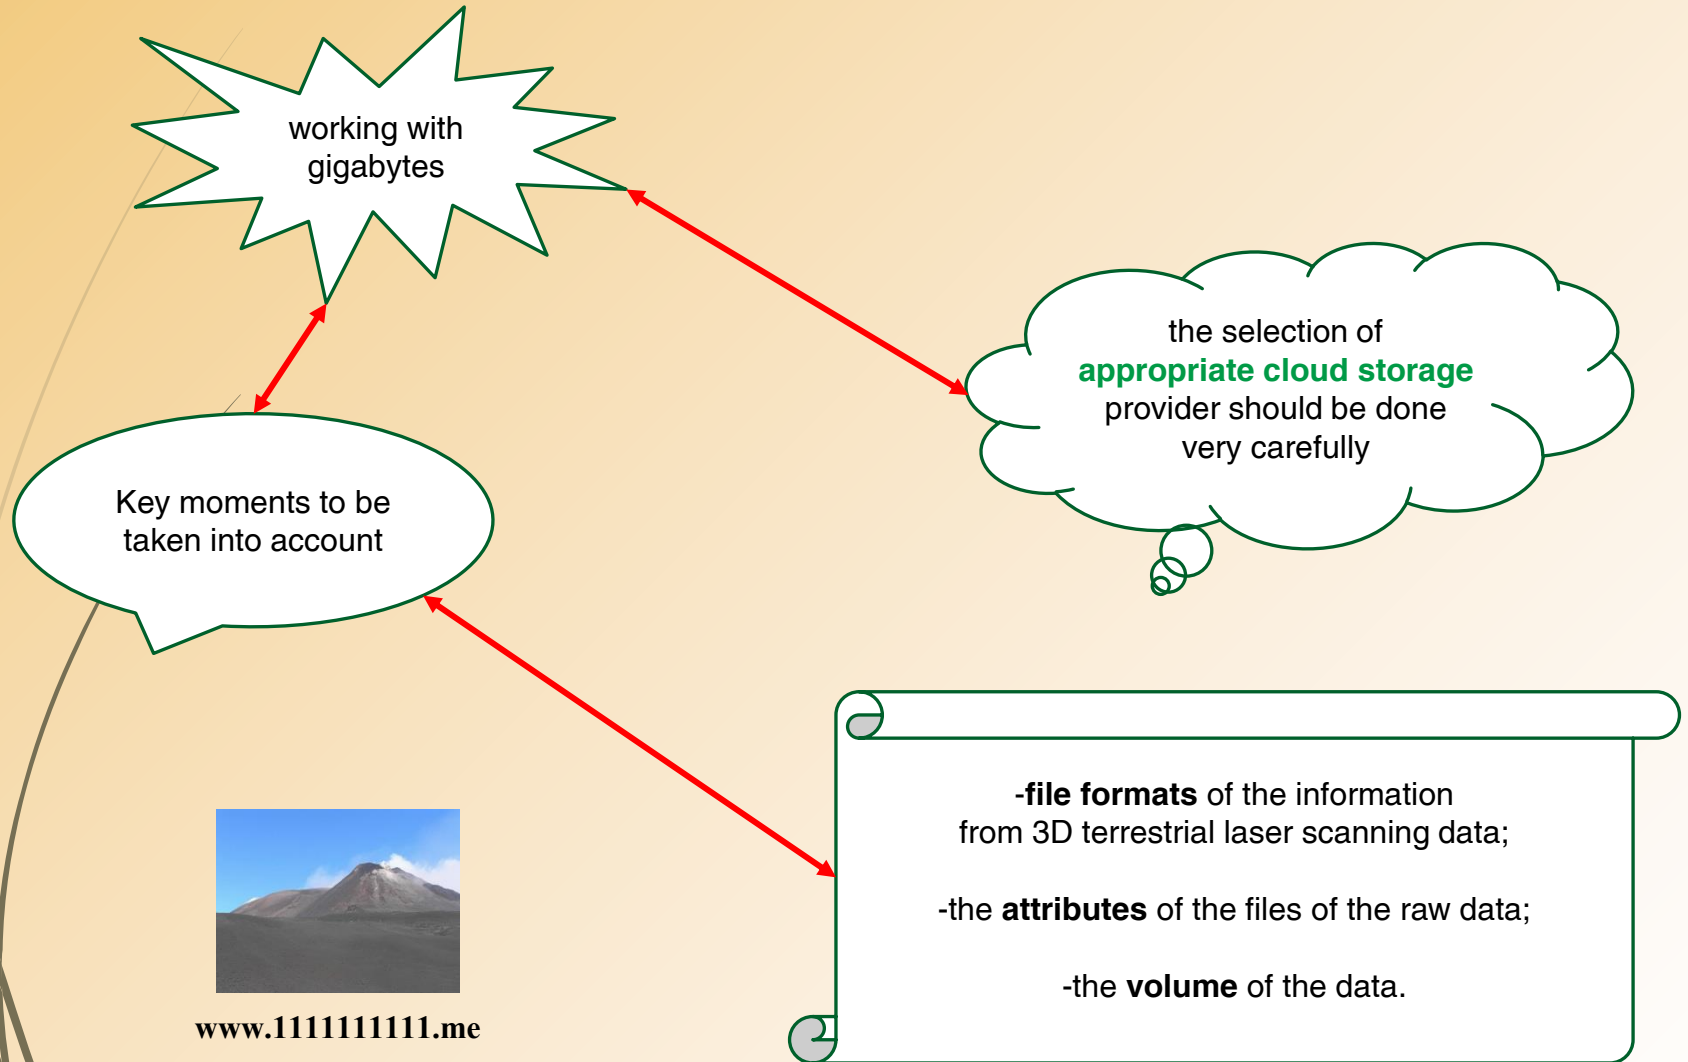 working with
gigabytes
the selection of
appropriate cloud storage
provider should be done
very carefully
Key moments to be
taken into account
-file formats of the information
from 3D terrestrial laser scanning data;
-the attributes of the files of the raw data;
-the volume of the data.
www.1111111111.me